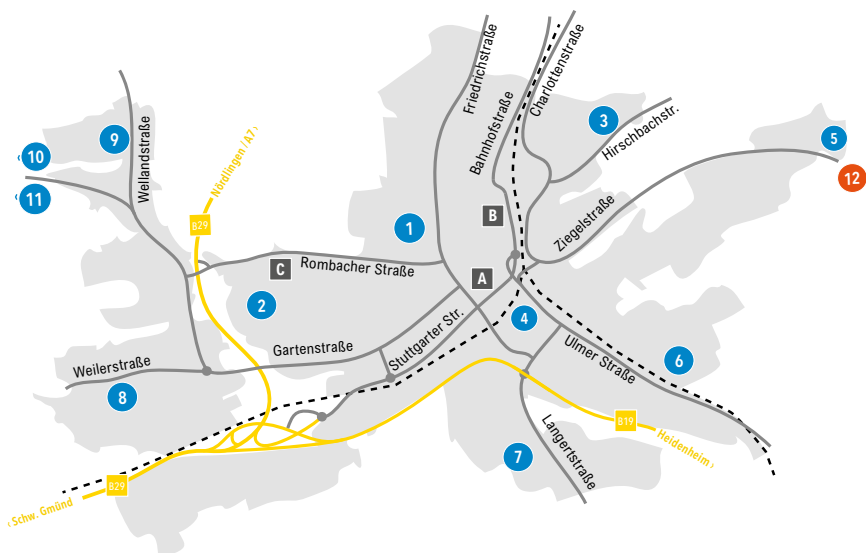 Friedrichstraße
Bahnhofstraße
Charlottenstraße
3
Hirschbachstr.
9
Wellandstraße
10
11
5
12
Nördlingen /A7 ›
B29
1
B
Ziegelstraße
C
Rombacher Straße
A
2
4
Stuttgarter Str.
Gartenstraße
Ulmer Straße
6
Weilerstraße
8
B19
Heidenheim ›
7
Langertstraße
B29
‹ Schw. Gmünd